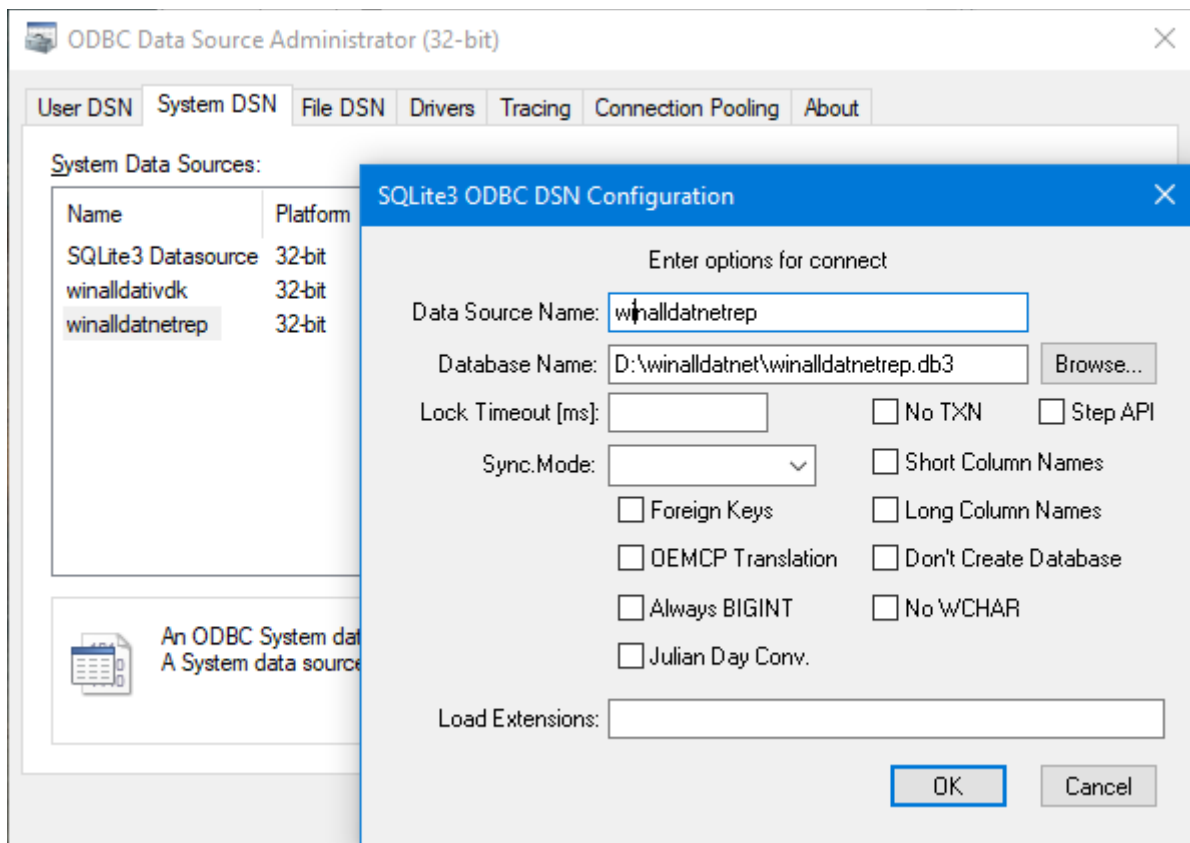 ODBC Data Source Administrator (32-bit)
User DSN System DSN File DSN Drivers Tracing Connection Pooling About
System Data Sources:
Name Platform
SQLite3 Datasource 32-bit
winalldativdk 32-bit
winalldatnetrep 32-bit
An ODBC System dat
A System data source
SQLite3 ODBC DSN Configuration
Enter options for connect
Data Source Name: winalldatnetrep
Database Name: D:\winalldatnet\winalldatnetrep.db3 Browse...
Lock Timeout [ms]: No TXN Step API
Sync.Mode: Short Column Names
Foreign Keys Long Column Names
OEMCP Translation Don't Create Database
Always BIGINT No WCHAR
Julian Day Conv.
Load Extensions:
OK Cancel